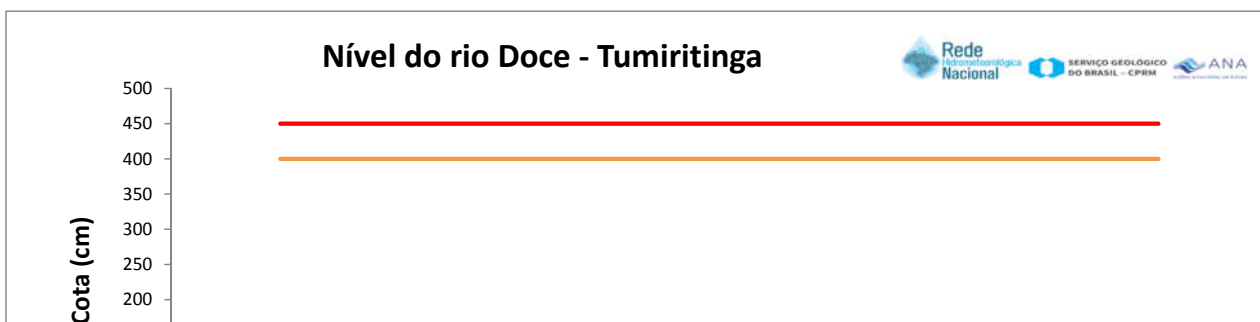 Nível do rio Doce - Tumiritinga
Rede
Hidrometeorológica
Nacional
SERVIÇO GEOLÓGICO
DO BRASIL – CPRM
ANA
500
450
400
350
300
250
200
Cota (cm)